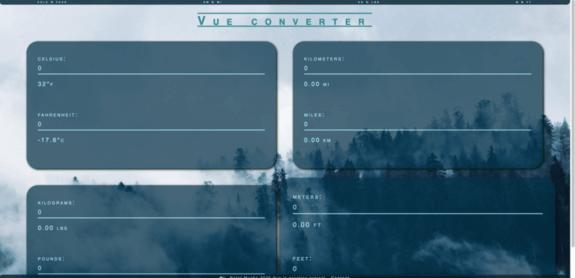 VUE CONVERTER
CELSIUS:
0
32°F
FAHRENHEIT:
0
-17.8°C
KILOMETERS:
0
0.00 MI
MILES:
0
0.00 KM
KILOGRAMS:
0
0.00 LBS
POUNDS:
0
METERS:
0
0.00 FT
FEET:
0